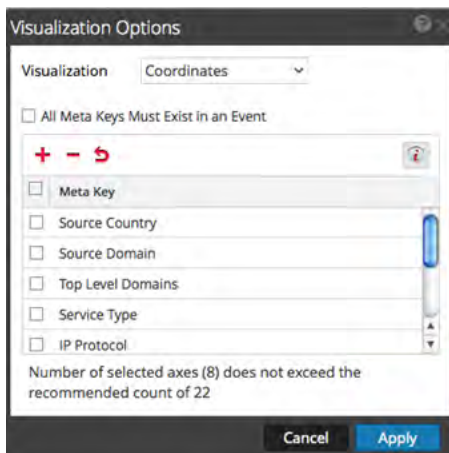 Visualization Options
Visualization Coordinates
All Meta Keys Must Exist in an Event
Meta Key
Source Country
Source Domain
Top Level Domains
Service Type
IP Protocol
Number of selected axes (8) does not exceed the
recommended count of 22
Cancel Apply